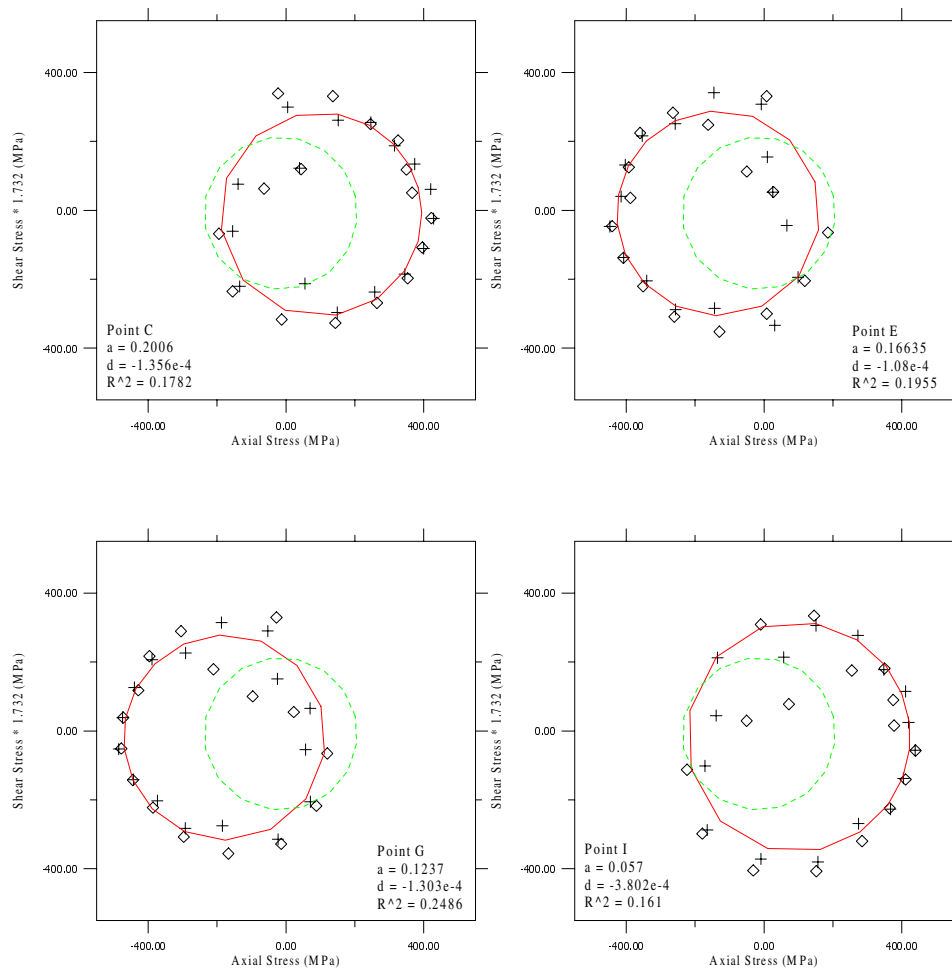 400.00
0.00
-400.00
Shear Stress * 1.732 (MPa)
Point C
a = 0.2006
d = -1.356e-4
R^2 = 0.1782
-400.00 0.00 400.00
Axial Stress (MPa)
400.00
0.00
-400.00
Shear Stress * 1.732 (MPa)
Point E
a = 0.16635
d = -1.08e-4
R^2 = 0.1955
-400.00 0.00 400.00
Axial Stress (MPa)
400.00
0.00
-400.00
Shear Stress * 1.732 (MPa)
Point G
a = 0.1237
d = -1.303e-4
R^2 = 0.2486
-400.00 0.00 400.00
Axial Stress (MPa)
400.00
0.00
-400.00
Shear Stress * 1.732 (MPa)
Point I
a = 0.057
d = -3.802e-4
R^2 = 0.161
-400.00 0.00 400.00
Axial Stress (MPa)